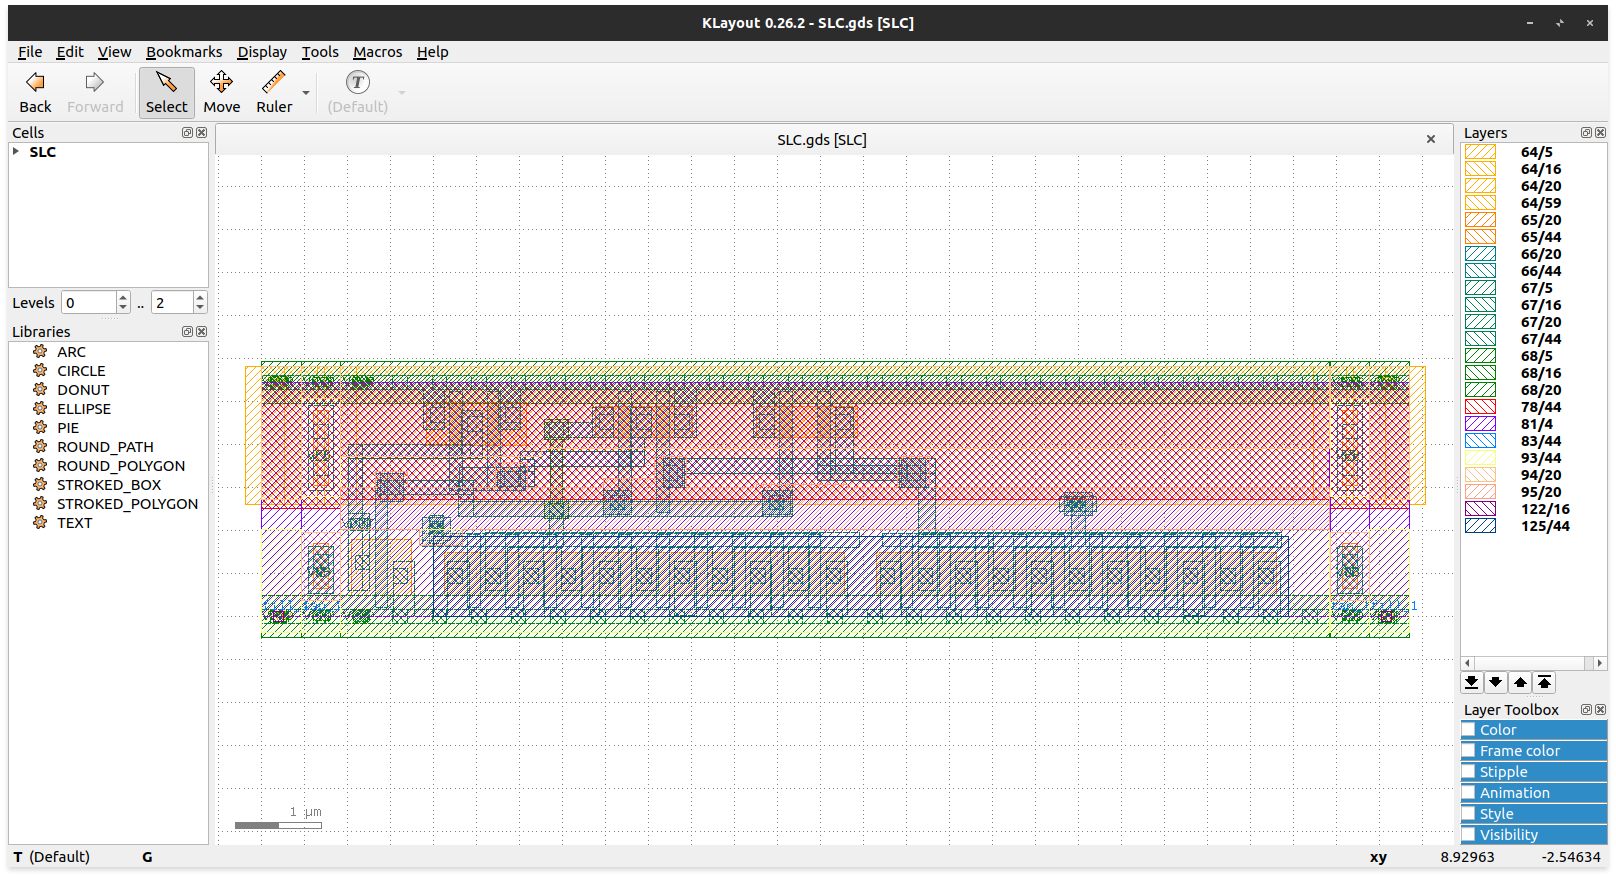 KLayout 0.26.2 - SLC.gds [SLC]
File Edit View Bookmarks Display Tools Macros Help
Back Forward Select Move Ruler T (Default)
Cells
SLC
Levels 0 .. 2
Libraries
ARC
CIRCLE
DONUT
ELLIPSE
PIE
ROUND_PATH
ROUND_POLYGON
STROKED_BOX
STROKED_POLYGON
TEXT
SLC.gds [SLC]
1 µm
Layers
64/5
64/16
64/20
64/59
65/20
65/44
66/20
66/44
67/5
67/16
67/20
67/44
68/5
68/16
68/20
78/44
81/4
83/44
93/44
94/20
95/20
122/16
125/44
Layer Toolbox
Color
Frame color
Stipple
Animation
Style
Visibility
T (Default) G xy 8.92963 -2.54634